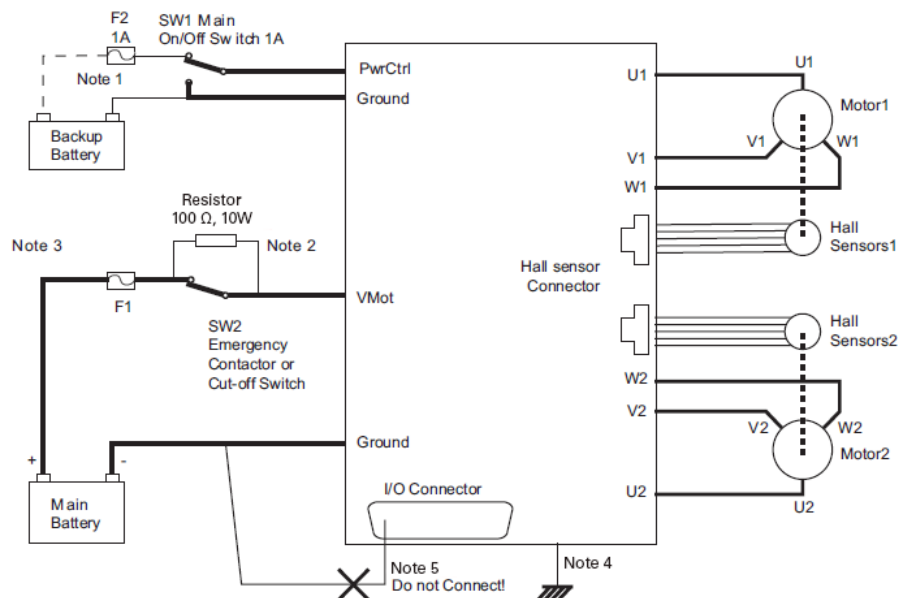 F2
1A
SW1 Main
On/Off Switch 1A
Note 1
PwrCtrl
Ground
Backup
Battery
U1
Motor1
V1
W1
V1
W1
U1
Hall
Sensors1
Resistor
100 Ω, 10W
Note 3
Note 2
F1
VMot
Hall sensor
Connector
SW2
Emergency
Contactor or
Cut-off Switch
Hall
Sensors2
W2
V2
V2
W2
Motor2
U2
U2
Ground
+
-
Main
Battery
I/O Connector
Note 5
Do not Connect!
Note 4